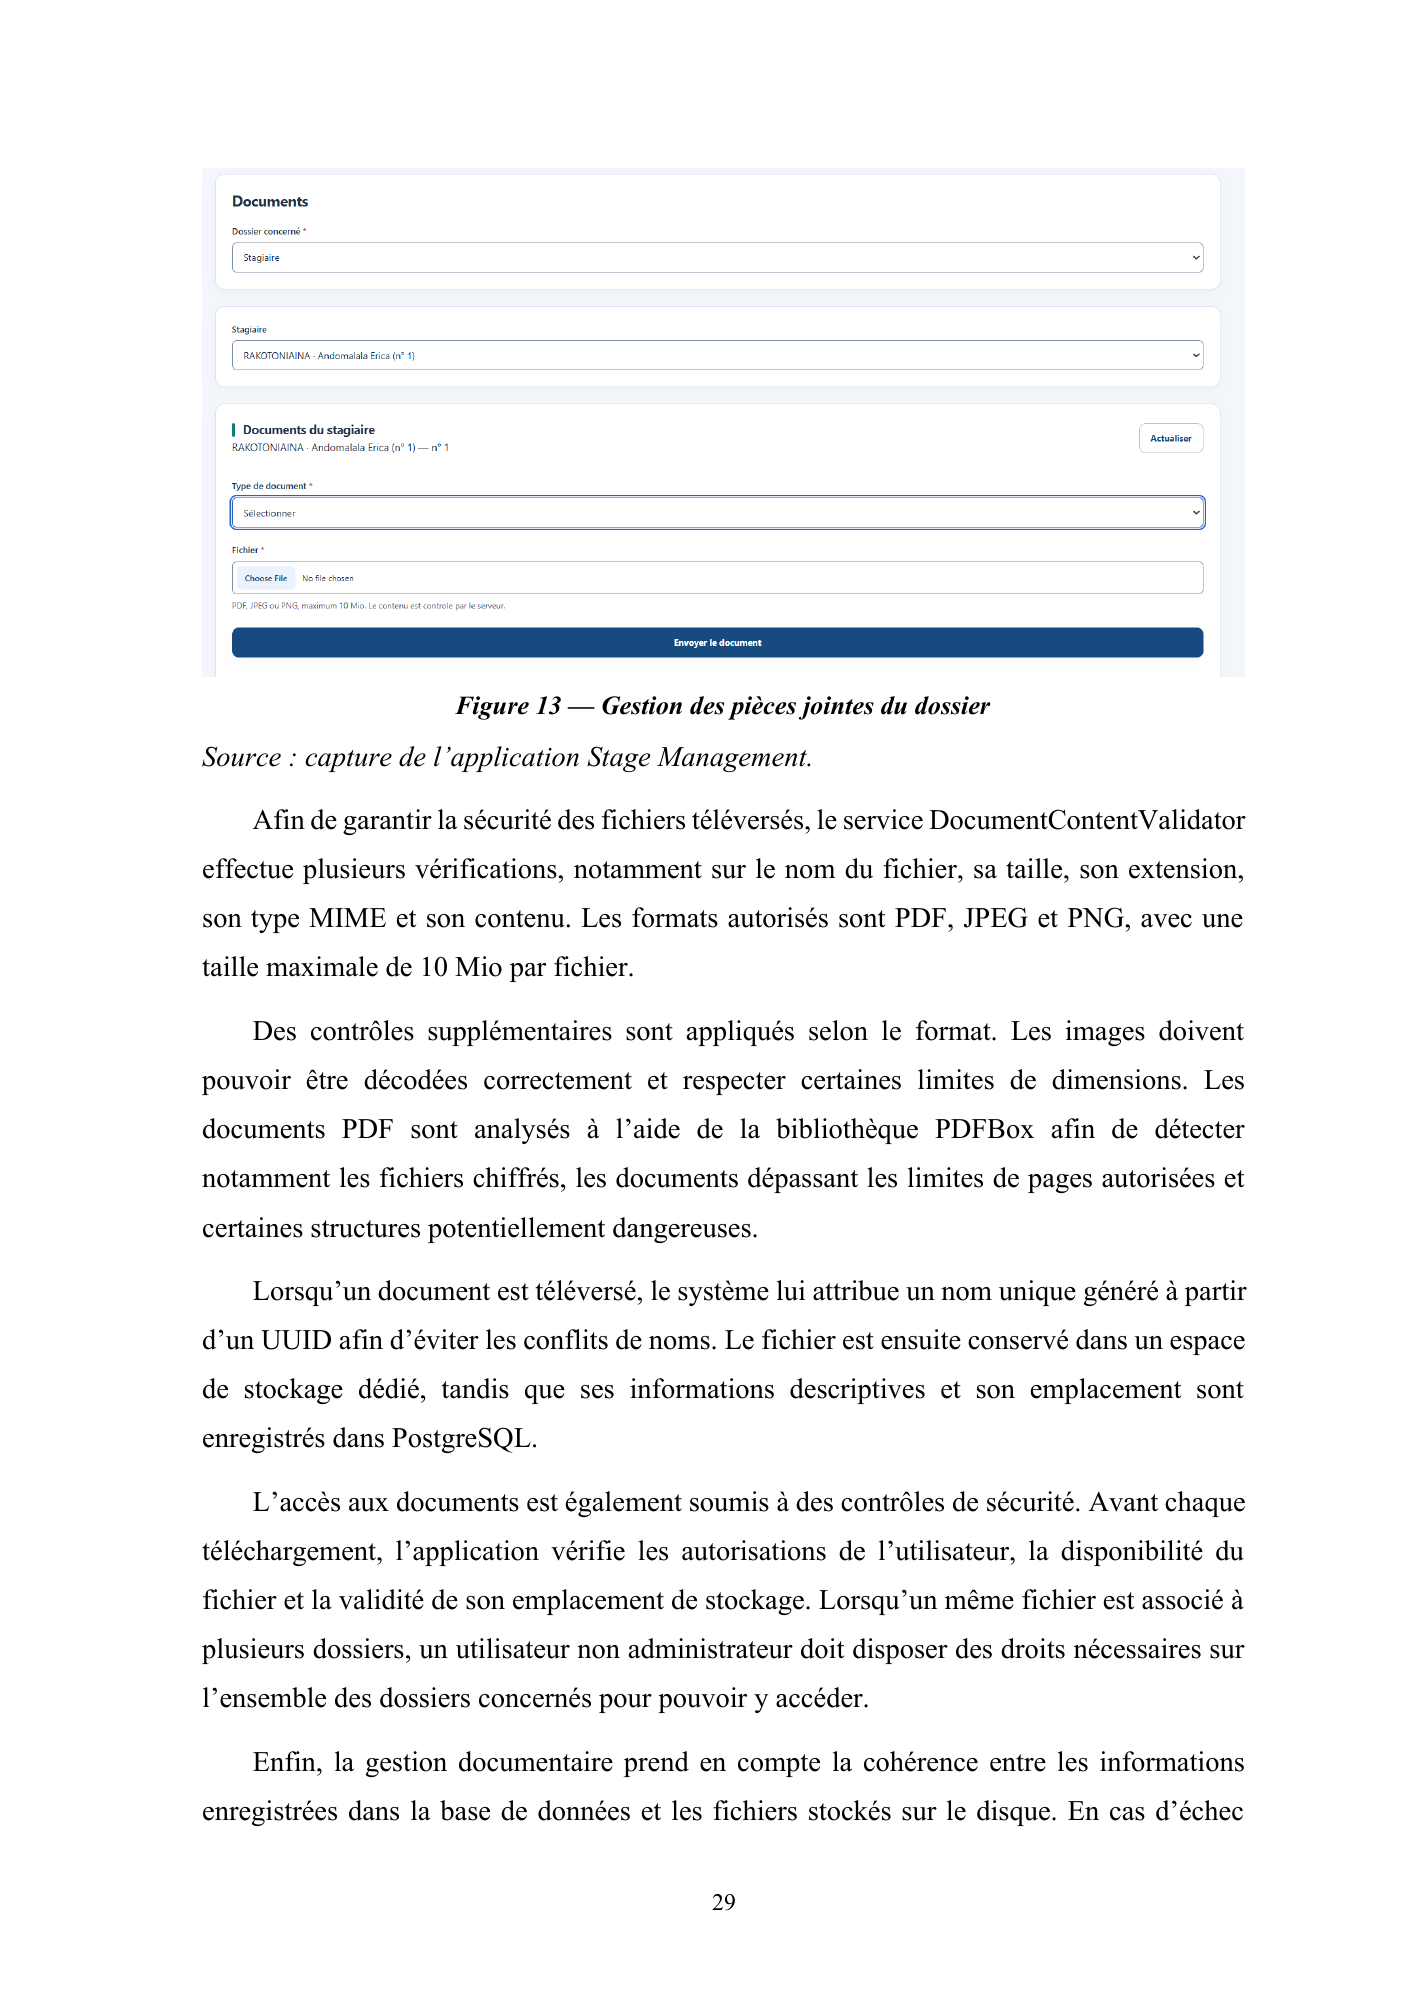 Documents
Dossier concerné *
Stagiaire
Stagiaire
RAKOTONIAINA · Andomalala Erica (n° 1)
Documents du stagiaire
RAKOTONIAINA · Andomalala Erica (n° 1) — n° 1
Actualiser
Type de document *
Sélectionner
Fichier *
Choose File No file chosen
PDF, JPEG ou PNG, maximum 10 Mio. Le contenu est controle par le serveur.
Envoyer le document
Figure 13 — Gestion des pièces jointes du dossier
Source : capture de l’application Stage Management.
Afin de garantir la sécurité des fichiers téléversés, le service DocumentContentValidator
effectue plusieurs vérifications, notamment sur le nom du fichier, sa taille, son extension,
son type MIME et son contenu. Les formats autorisés sont PDF, JPEG et PNG, avec une
taille maximale de 10 Mio par fichier.
Des contrôles supplémentaires sont appliqués selon le format. Les images doivent
pouvoir être décodées correctement et respecter certaines limites de dimensions. Les
documents PDF sont analysés à l’aide de la bibliothèque PDFBox afin de détecter
notamment les fichiers chiffrés, les documents dépassant les limites de pages autorisées et
certaines structures potentiellement dangereuses.
Lorsqu’un document est téléversé, le système lui attribue un nom unique généré à partir
d’un UUID afin d’éviter les conflits de noms. Le fichier est ensuite conservé dans un espace
de stockage dédié, tandis que ses informations descriptives et son emplacement sont
enregistrés dans PostgreSQL.
L’accès aux documents est également soumis à des contrôles de sécurité. Avant chaque
téléchargement, l’application vérifie les autorisations de l’utilisateur, la disponibilité du
fichier et la validité de son emplacement de stockage. Lorsqu’un même fichier est associé à
plusieurs dossiers, un utilisateur non administrateur doit disposer des droits nécessaires sur
l’ensemble des dossiers concernés pour pouvoir y accéder.
Enfin, la gestion documentaire prend en compte la cohérence entre les informations
enregistrées dans la base de données et les fichiers stockés sur le disque. En cas d’échec
29